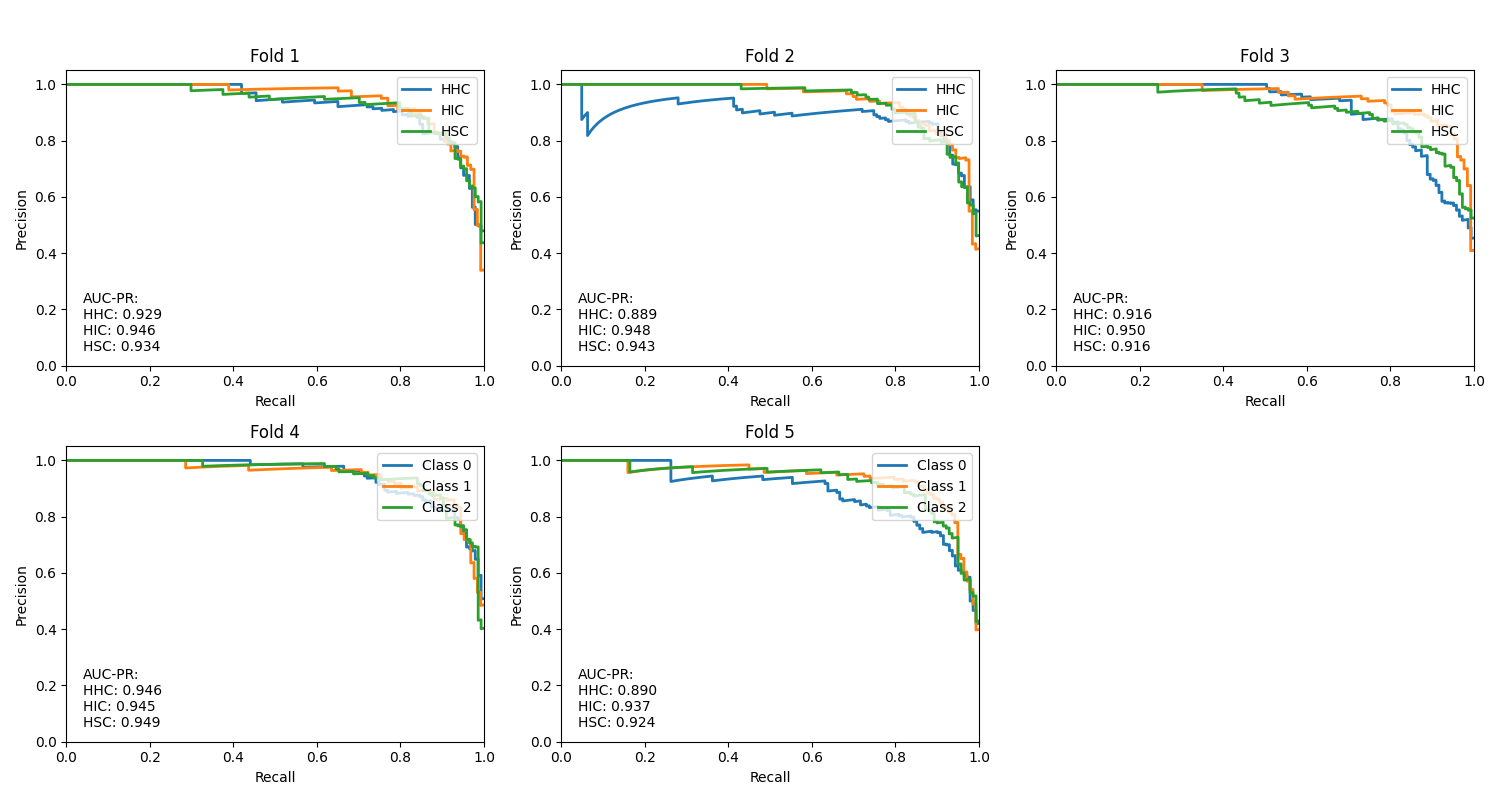 Fold 1
1.0
0.8
0.6
0.4
0.2
0.0
Precision
HHC
HIC
HSC
AUC-PR:
HHC: 0.929
HIC: 0.946
HSC: 0.934
0.0 0.2 0.4 0.6 0.8 1.0
Recall
Fold 2
1.0
0.8
0.6
0.4
0.2
0.0
Precision
HHC
HIC
HSC
AUC-PR:
HHC: 0.889
HIC: 0.948
HSC: 0.943
0.0 0.2 0.4 0.6 0.8 1.0
Recall
Fold 3
1.0
0.8
0.6
0.4
0.2
0.0
Precision
HHC
HIC
HSC
AUC-PR:
HHC: 0.916
HIC: 0.950
HSC: 0.916
0.0 0.2 0.4 0.6 0.8 1.0
Recall
Fold 4
1.0
0.8
0.6
0.4
0.2
0.0
Precision
Class 0
Class 1
Class 2
AUC-PR:
HHC: 0.946
HIC: 0.945
HSC: 0.949
0.0 0.2 0.4 0.6 0.8 1.0
Recall
Fold 5
1.0
0.8
0.6
0.4
0.2
0.0
Precision
Class 0
Class 1
Class 2
AUC-PR:
HHC: 0.890
HIC: 0.937
HSC: 0.924
0.0 0.2 0.4 0.6 0.8 1.0
Recall